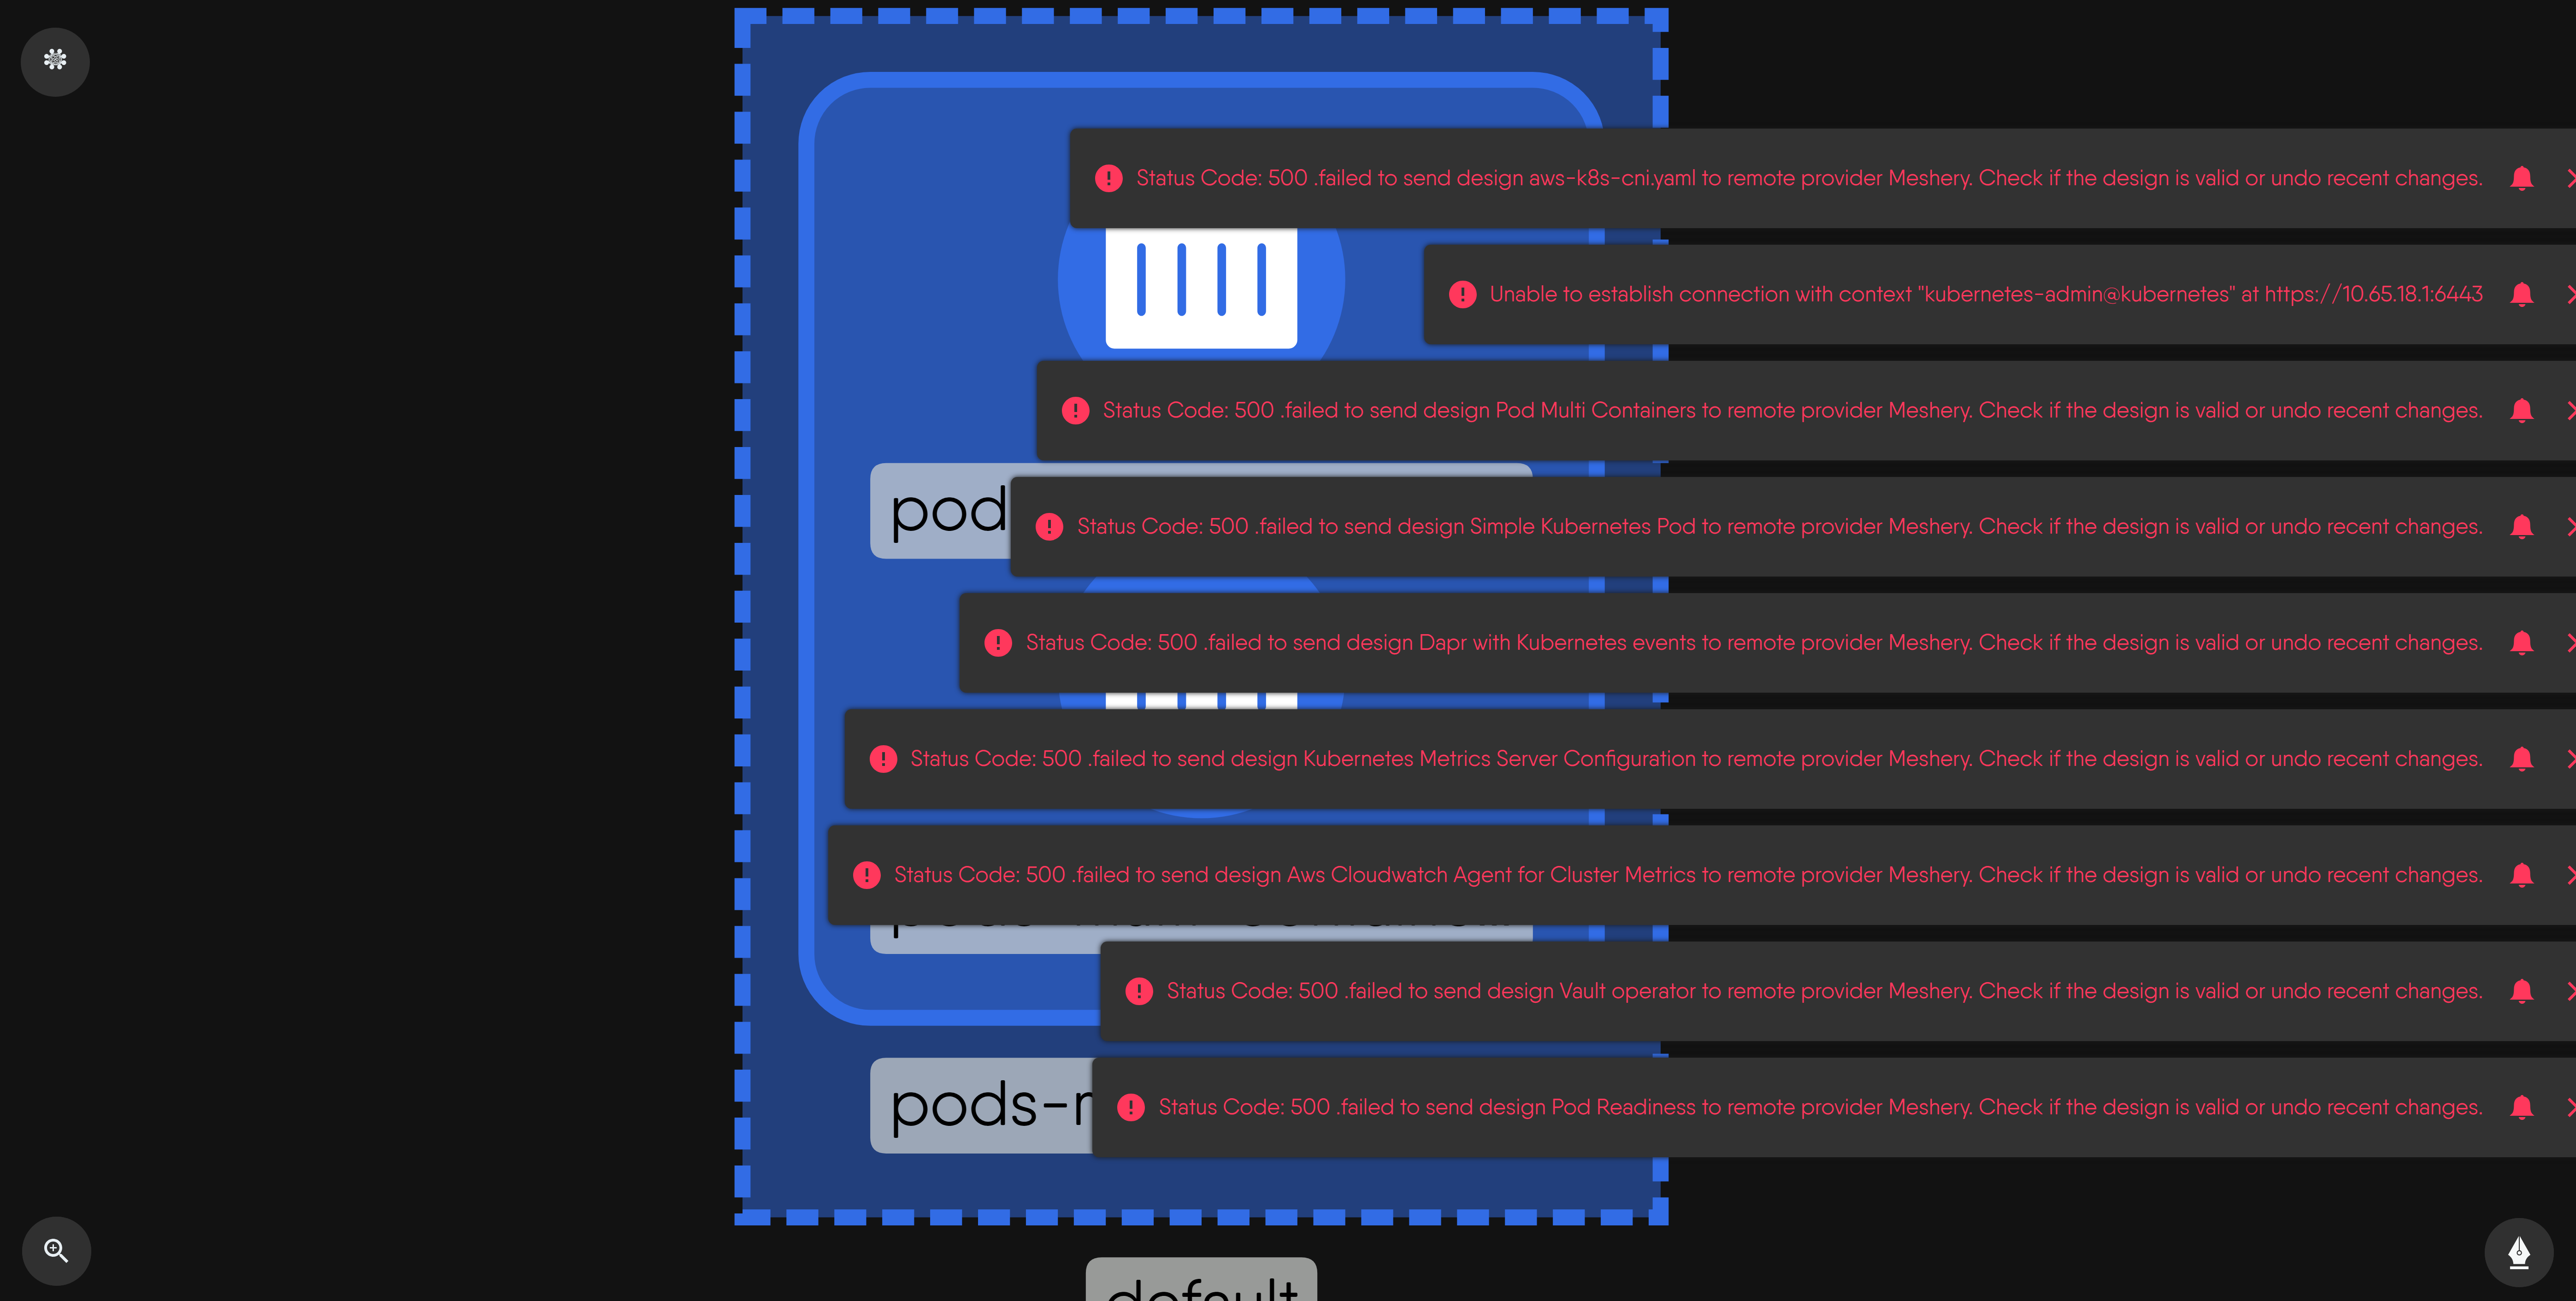 Status Code: 500 .failed to send design aws-k8s-cni.yaml to remote provider Meshery. Check if the design is valid or undo recent changes.
Unable to establish connection with context "kubernetes-admin@kubernetes" at https://10.65.18.1:6443
Status Code: 500 .failed to send design Pod Multi Containers to remote provider Meshery. Check if the design is valid or undo recent changes.
pod
Status Code: 500 .failed to send design Simple Kubernetes Pod to remote provider Meshery. Check if the design is valid or undo recent changes.
Status Code: 500 .failed to send design Dapr with Kubernetes events to remote provider Meshery. Check if the design is valid or undo recent changes.
Status Code: 500 .failed to send design Kubernetes Metrics Server Configuration to remote provider Meshery. Check if the design is valid or undo recent changes.
Status Code: 500 .failed to send design Aws Cloudwatch Agent for Cluster Metrics to remote provider Meshery. Check if the design is valid or undo recent changes.
Status Code: 500 .failed to send design Vault operator to remote provider Meshery. Check if the design is valid or undo recent changes.
pods-
Status Code: 500 .failed to send design Pod Readiness to remote provider Meshery. Check if the design is valid or undo recent changes.
default